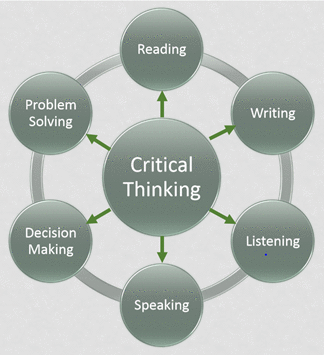 Reading
Writing
Listening
Speaking
Decision
Making
Problem
Solving
Critical
Thinking